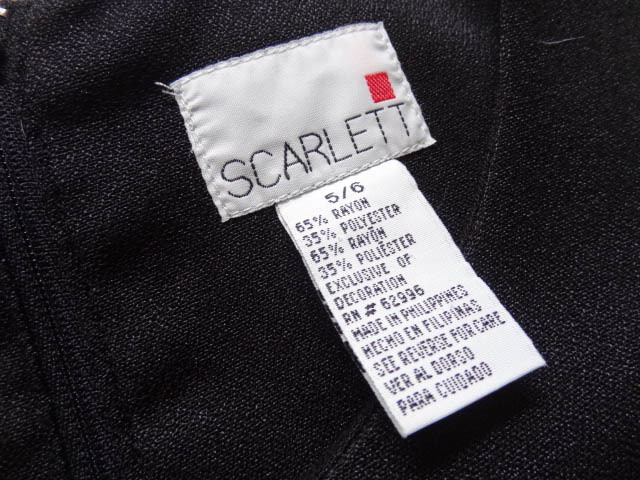 SCARLETT
5/6
65% RAYON
35% POLYESTER
65% RAYÓN
35% POLIÉSTER
EXCLUSIVE OF
DECORATION
RN # 62996
MADE IN PHILIPPINES
HECHO EN FILIPINAS
SEE REVERSE FOR CARE
VER AL DORSO
PARA CUIDADO